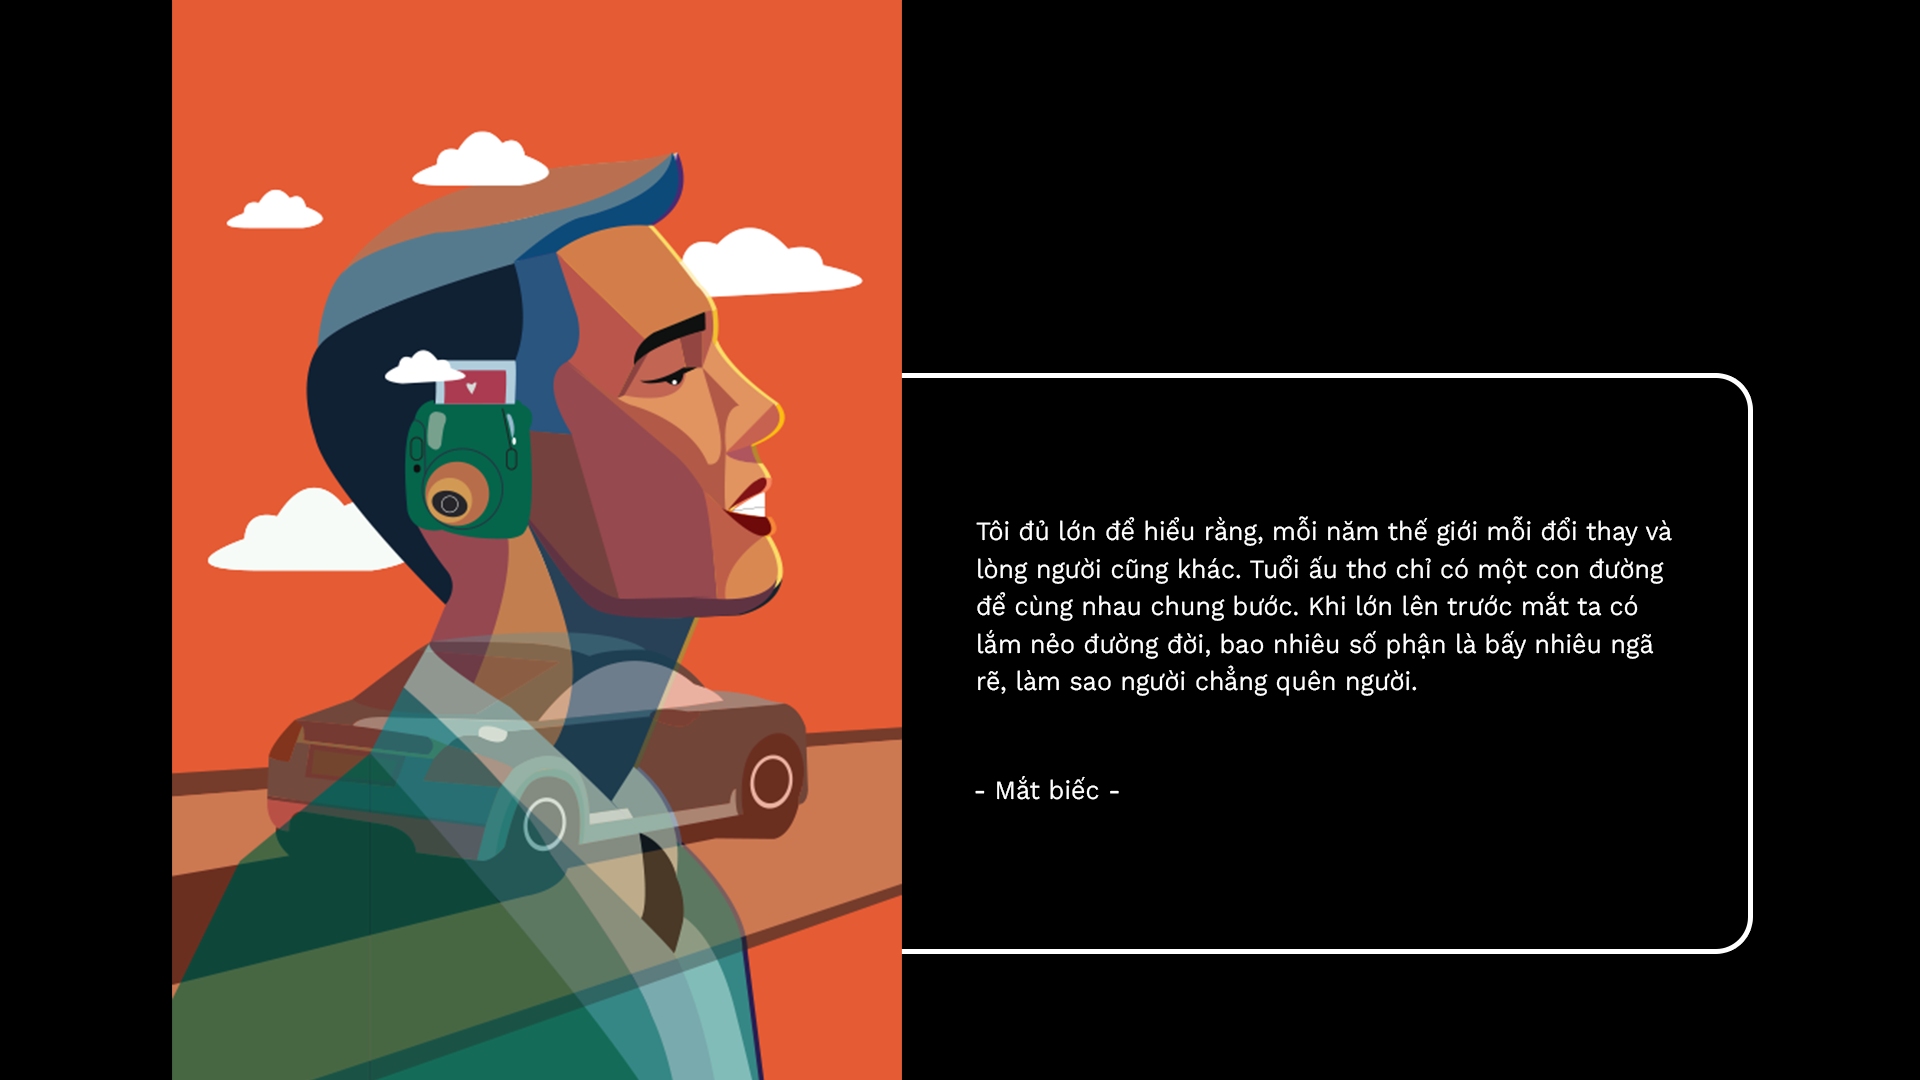 Tôi đủ lớn để hiểu rằng, mỗi năm thế giới mỗi đổi thay và
lòng người cũng khác. Tuổi ấu thơ chỉ có một con đường
để cùng nhau chung bước. Khi lớn lên trước mắt ta có
lắm nẻo đường đời, bao nhiêu số phận là bấy nhiêu ngã
rẽ, làm sao người chẳng quên người.
- Mắt biếc -